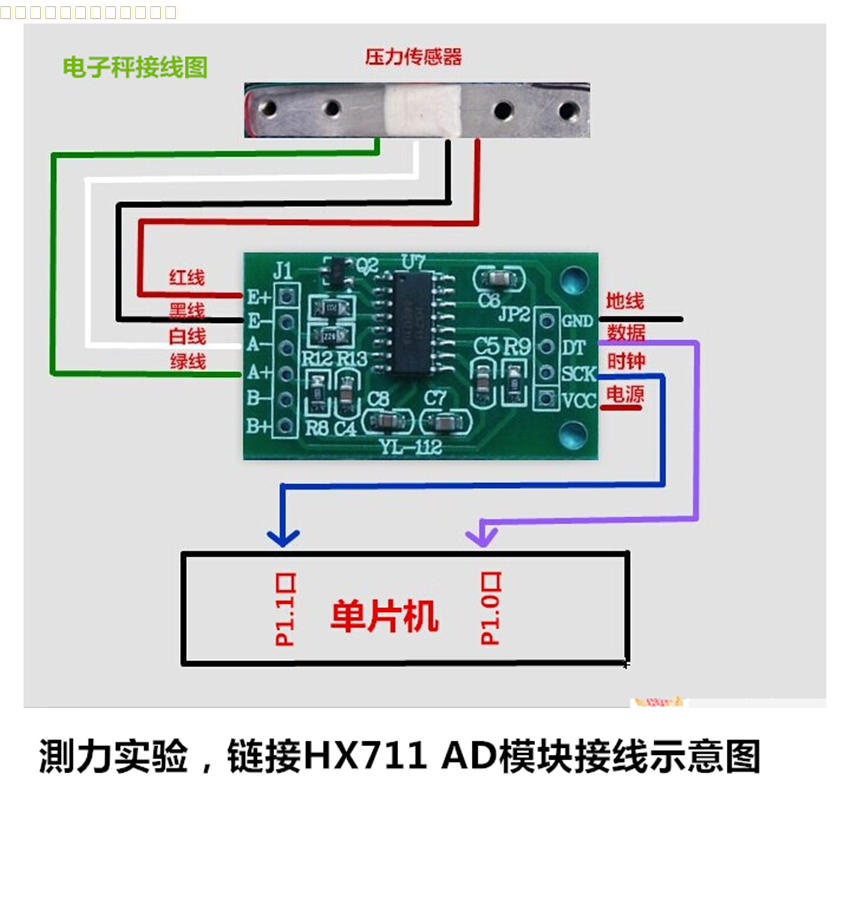 电子秤接线图
压力传感器
红线
黑线
白线
绿线
J1
E+
E-
A-
A+
B-
B+
Q2
U7
R12 R13
R8 C4
C8
C7
YL-112
C6
JP2
C5 R9
GND
DT
SCK
VCC
地线
数据
时钟
电源
P1.1口
单片机
P1.0口
测力实验，链接HX711 AD模块接线示意图